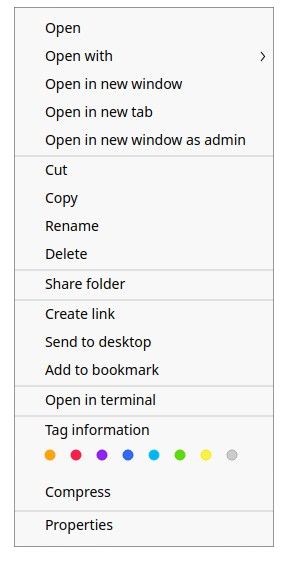 Open
Open with
Open in new window
Open in new tab
Open in new window as admin
Cut
Copy
Rename
Delete
Share folder
Create link
Send to desktop
Add to bookmark
Open in terminal
Tag information
Compress
Properties